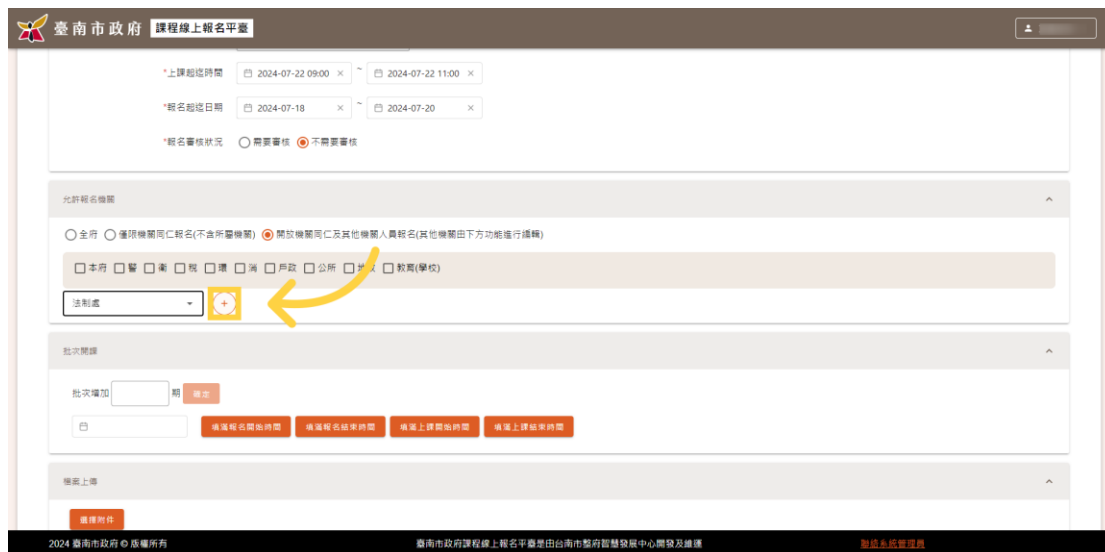 臺南市政府 課程線上報名平臺
*上課起迄時間 2024-07-22 09:00 × ~ 2024-07-22 11:00 ×
*報名起迄日期 2024-07-18 × ~ 2024-07-20 ×
*報名審核狀況 需要審核 不需要審核
允許報名機關
全府 僅限機關同仁報名(不含所屬機關) 開放機關同仁及其他機關人員報名(其他機關由下方功能進行編輯)
本府 警 衛 稅 環 消 戶政 公所 地政 教育(學校)
法制處 +
批次開課
批次增加 期 確定
填滿報名開始時間 填滿報名結束時間 填滿上課開始時間 填滿上課結束時間
檔案上傳
選擇附件
2024 臺南市政府 © 版權所有 臺南市政府課程線上報名平臺是由台南市政府智慧發展中心開發及維運 聯絡系統管理員